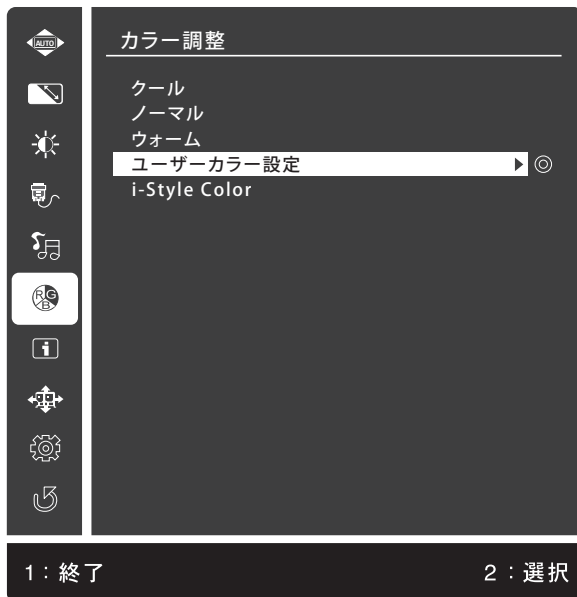 AUTO
カラー調整
クール
ノーマル
ウォーム
ユーザーカラー設定
i-Style Color
R G
B
i
1：終了
2：選択